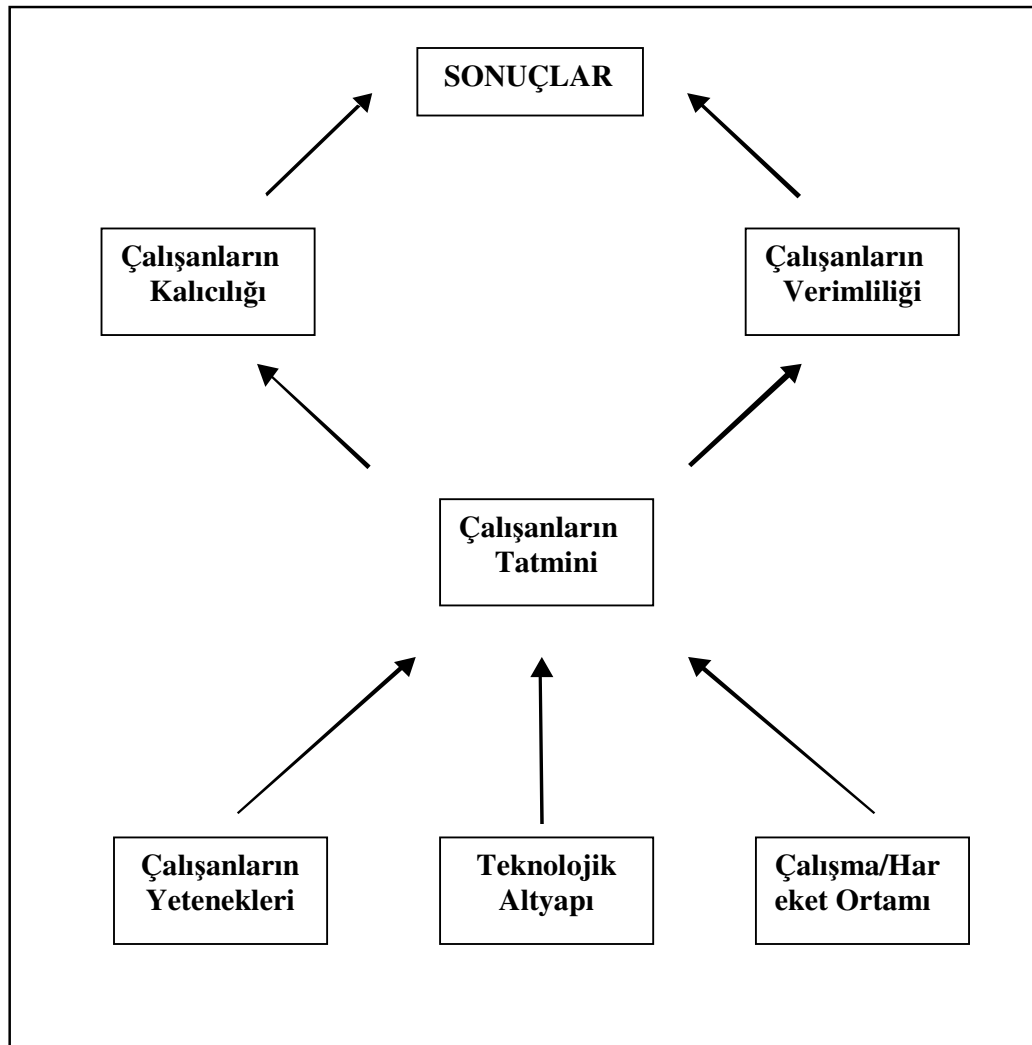 SONUÇLAR
Çalışanların
Kalıcılığı
Çalışanların
Verimliliği
Çalışanların
Tatmini
Çalışanların
Yetenekleri
Teknolojik
Altyapı
Çalışma/Har
eket Ortamı